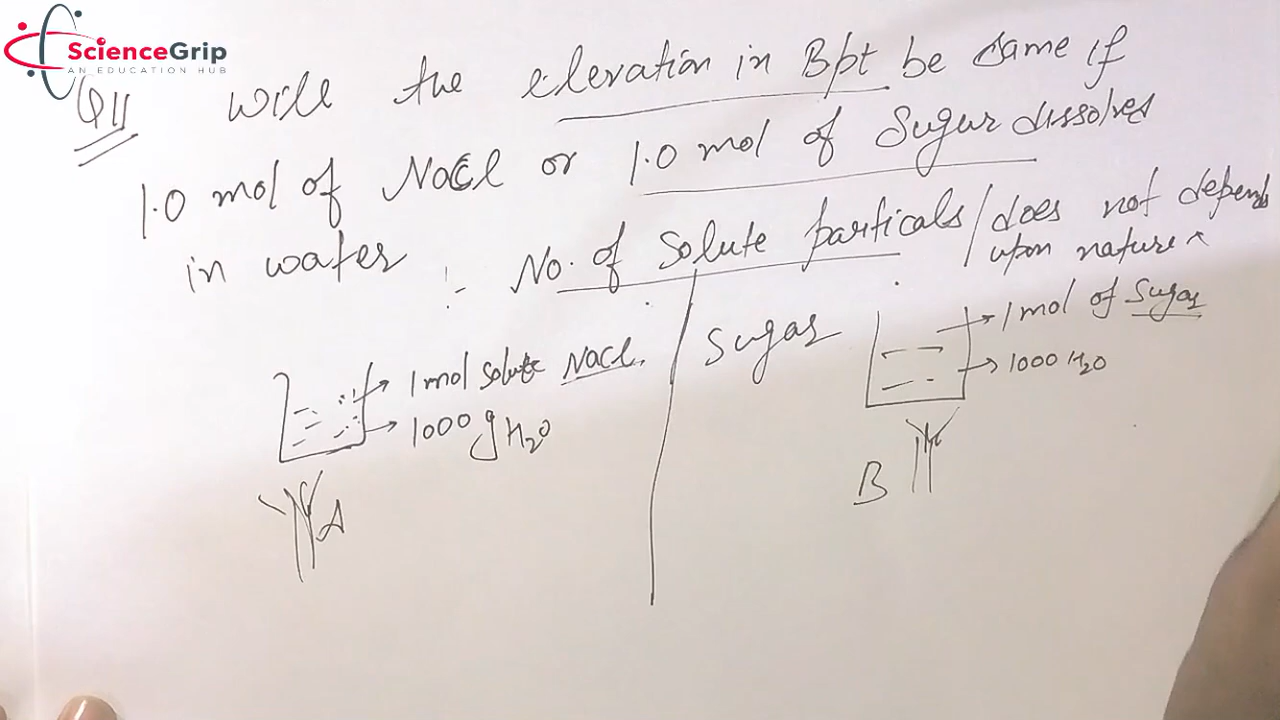 ScienceGrip
AN EDUCATION HUB
Q11 Will the elevation in Bpt be same if
1.0 mol of NaCl or 1.0 mol of Sugar dissolved
in water :- No. of Solute particals / does not depends
upon nature
1 mol solute NaCl.
1000 g H2O
A
Sugar
1 mol of Sugar
1000 H2O
B